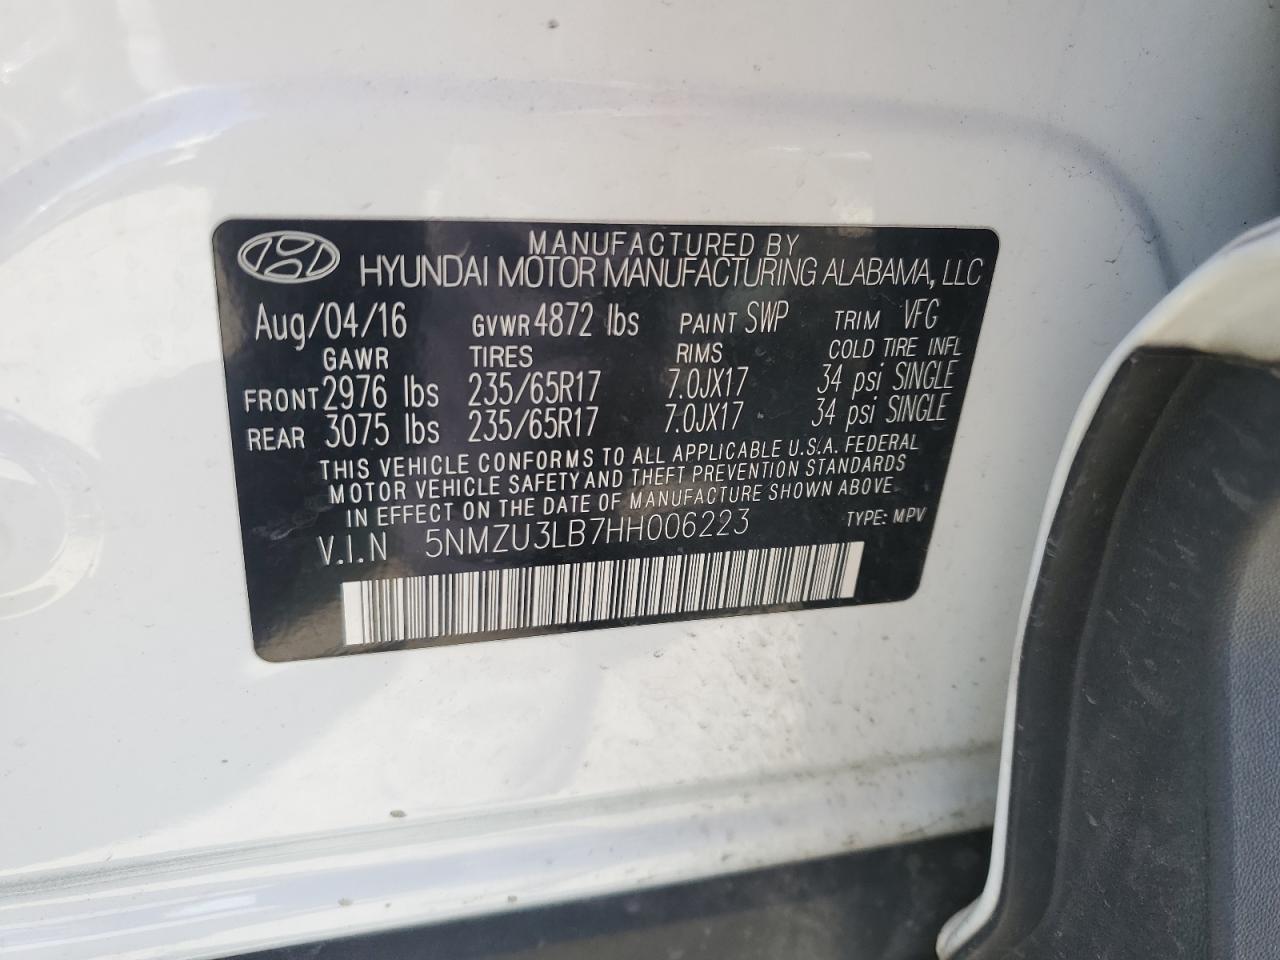 MANUFACTURED BY
HYUNDAI MOTOR MANUFACTURING ALABAMA, LLC
Aug/04/16 GVWR 4872 lbs PAINT SWP TRIM VFG
GAWR TIRES RIMS COLD TIRE INFL
FRONT 2976 lbs 235/65R17 7.0JX17 34 psi SINGLE
REAR 3075 lbs 235/65R17 7.0JX17 34 psi SINGLE
THIS VEHICLE CONFORMS TO ALL APPLICABLE U.S.A. FEDERAL
MOTOR VEHICLE SAFETY AND THEFT PREVENTION STANDARDS
IN EFFECT ON THE DATE OF MANUFACTURE SHOWN ABOVE.
V.I.N 5NMZU3LB7HH006223 TYPE: MPV